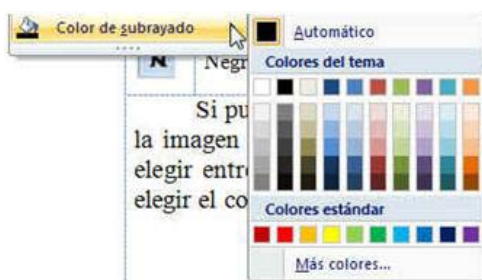 Color de subrayado
Automático
Colores del tema
N Negr
Si pu
la imagen
elegir entre
elegir el co
Colores estándar
Más colores...